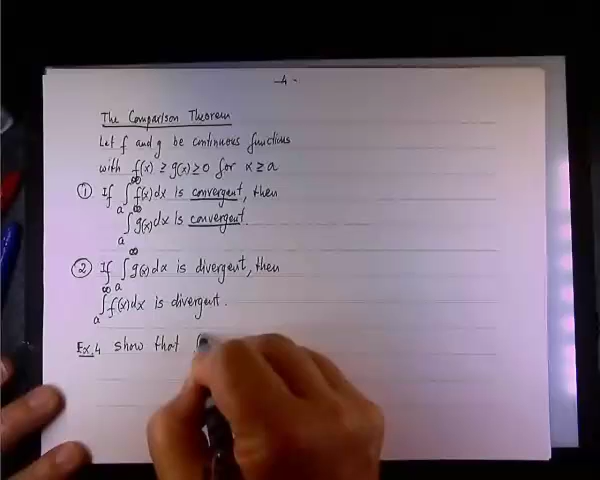 -4-
The Comparison Theorem
Let f and g be continuous functions
with f(x) ≥ g(x) ≥ 0 for x ≥ a
① If ∫_a^∞ f(x)dx is convergent, then
∫_a^∞ g(x)dx is convergent.
② If ∫_a^∞ g(x)dx is divergent, then
∫_a^∞ f(x)dx is divergent.
Ex.4 Show that